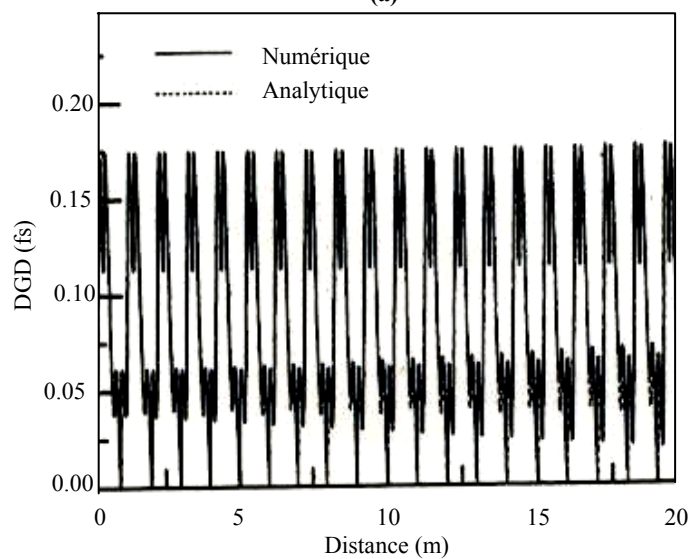 (a)
Numérique
Analytique
0.20
0.15
0.10
0.05
0.00
DGD (fs)
0 5 10 15 20
Distance (m)